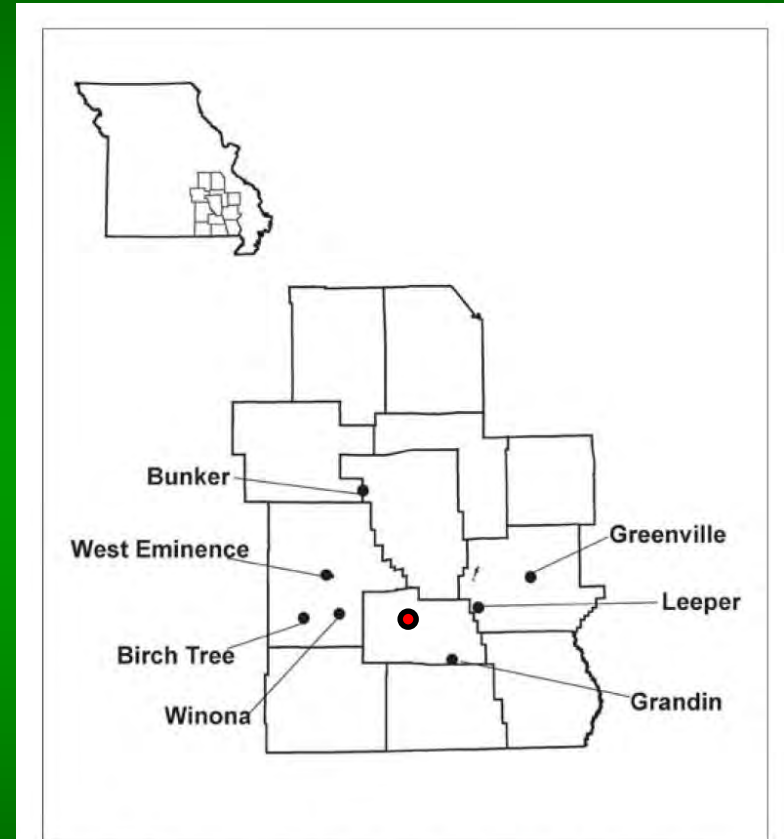 Bunker
West Eminence
Greenville
Leeper
Birch Tree
Winona
Grandin